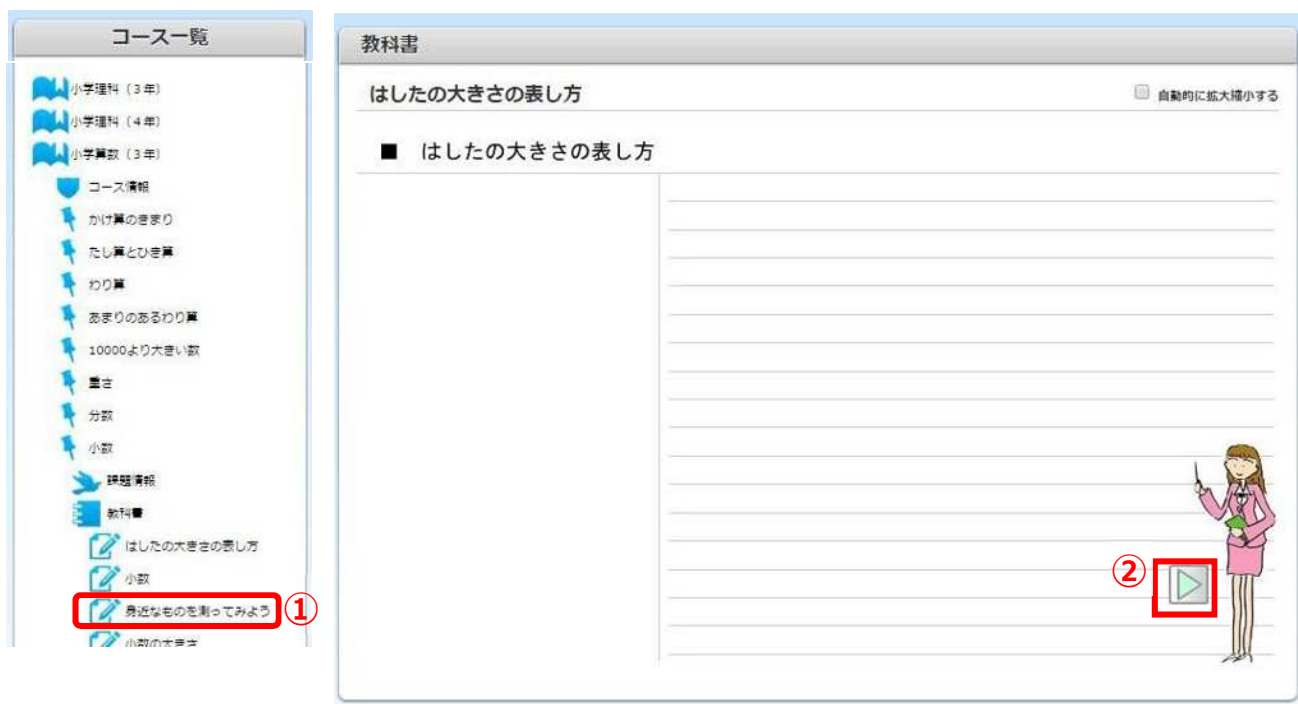 コース一覧
小学理科（3年）
小学理科（4年）
小学算数（3年）
コース情報
かけ算のきまり
たし算とひき算
わり算
あまりのあるわり算
10000より大きい数
重さ
分数
小数
課題情報
教科書
はしたの大きさの表し方
小数
身近なものを測ってみよう
①
小数の大きさ
教科書
はしたの大きさの表し方
自動的に拡大縮小する
■ はしたの大きさの表し方
②